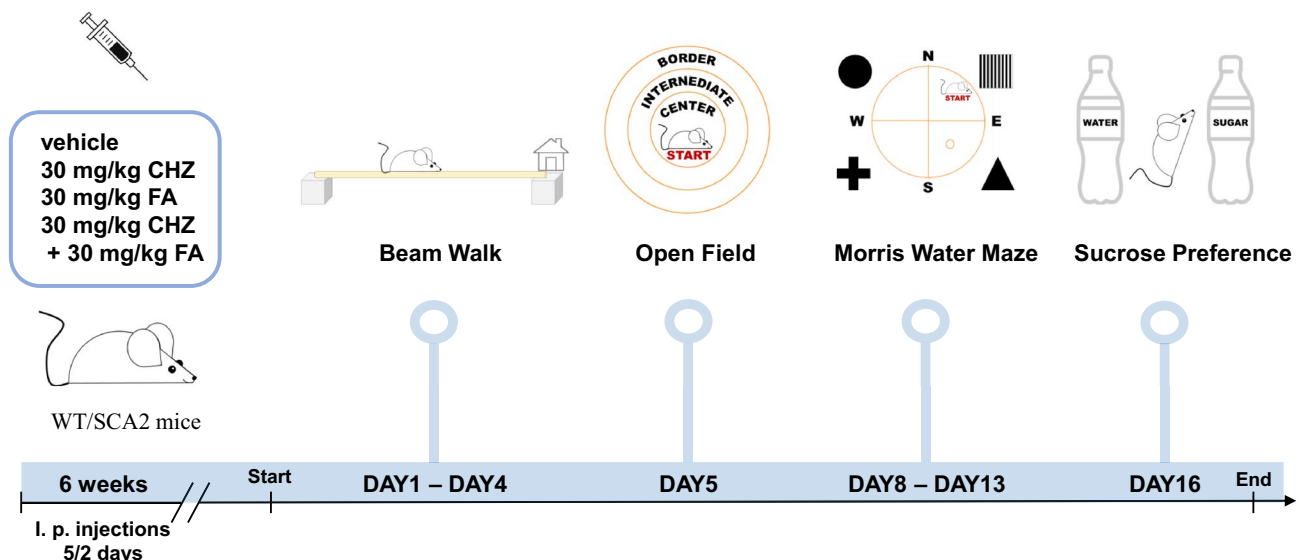 vehicle
30 mg/kg CHZ
30 mg/kg FA
30 mg/kg CHZ
+ 30 mg/kg FA
WT/SCA2 mice
BORDER
INTERNEDIATE
CENTER
START
N
W
E
S
START
WATER
SUGAR
Beam Walk
Open Field
Morris Water Maze
Sucrose Preference
6 weeks
Start
DAY1 – DAY4
DAY5
DAY8 – DAY13
DAY16
End
I. p. injections
5/2 days